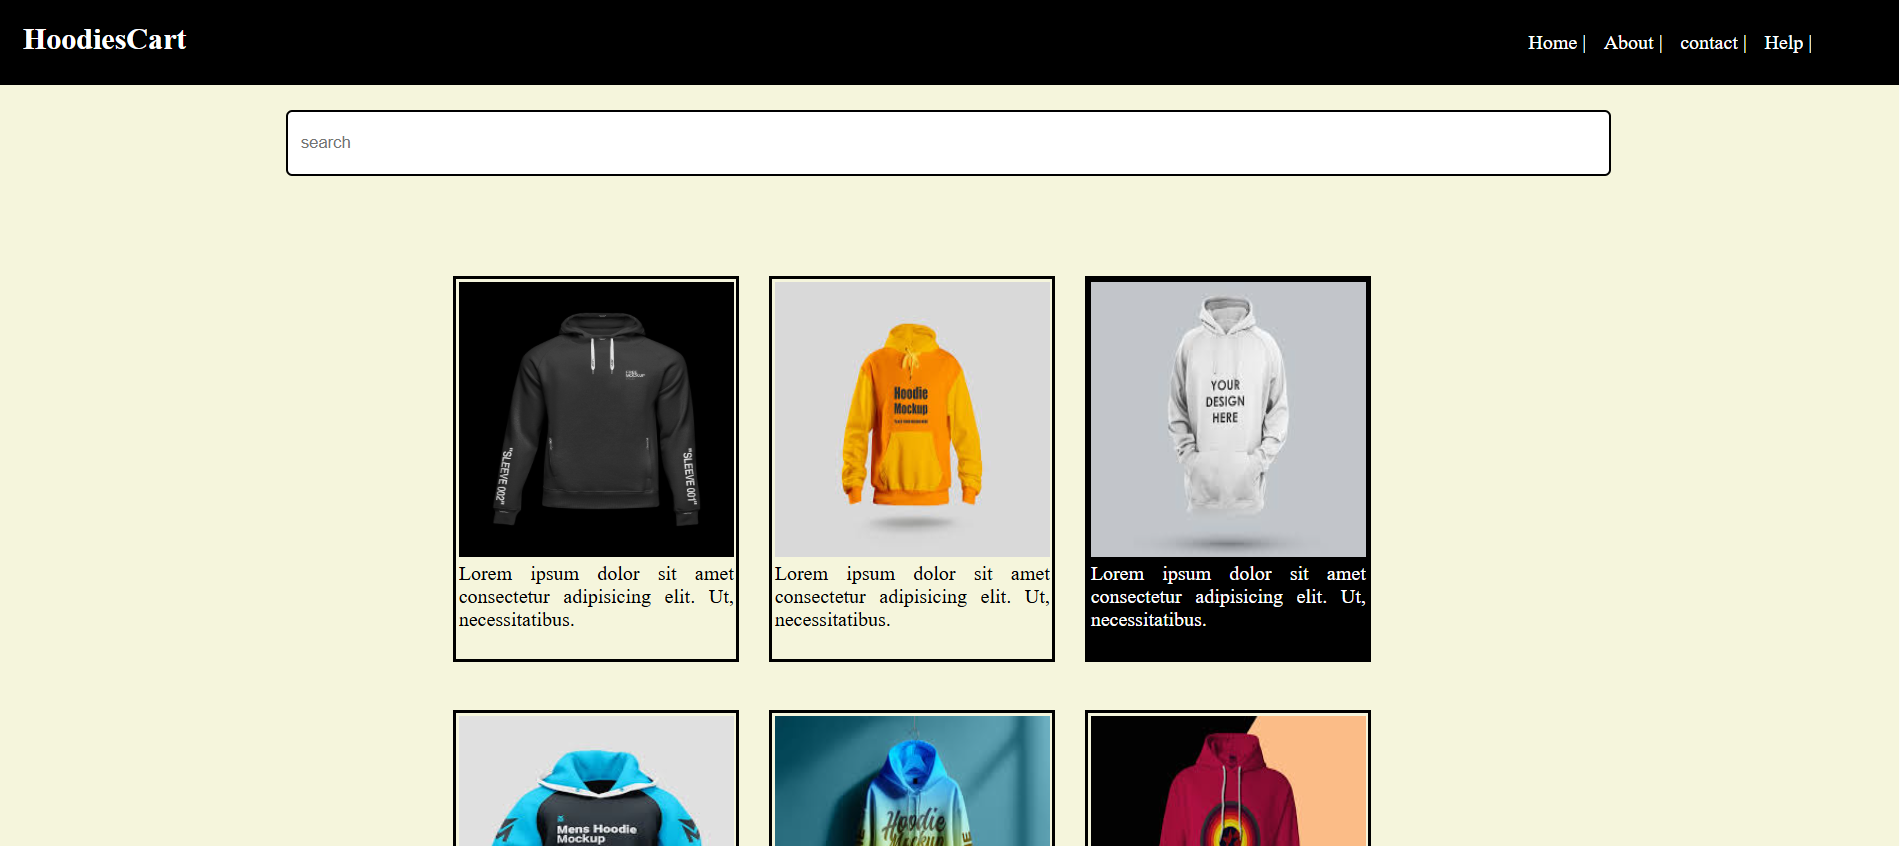 HoodiesCart
Home | About | contact | Help |
search
"SLEEVE 002"
"SLEEVE 001"
Hoodie
Mockup
YOUR
DESIGN
HERE
Lorem ipsum dolor sit amet
consectetur adipisicing elit. Ut,
necessitatibus.
Lorem ipsum dolor sit amet
consectetur adipisicing elit. Ut,
necessitatibus.
Lorem ipsum dolor sit amet
consectetur adipisicing elit. Ut,
necessitatibus.
Mens Hoodie
Mockup
Hoodie
Mockup